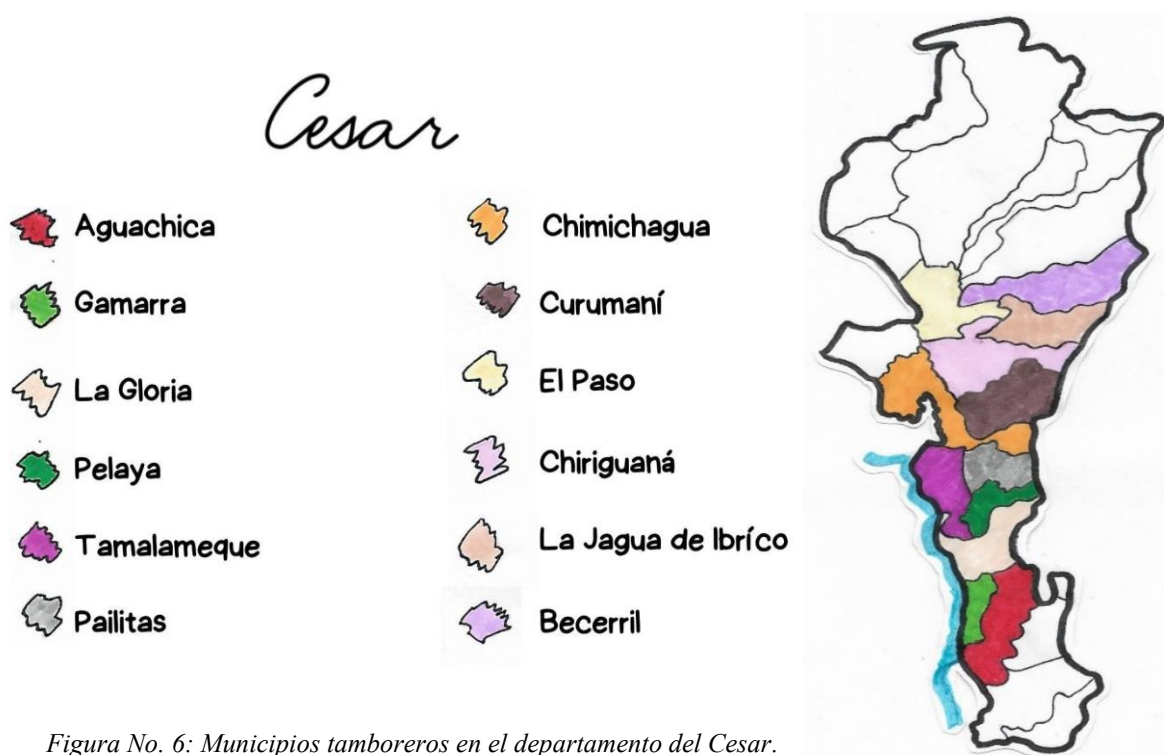 Cesar
Aguachica
Gamarra
La Gloria
Pelaya
Tamalameque
Pailitas
Chimichagua
Curumaní
El Paso
Chiriguaná
La Jagua de Ibríco
Becerril
Figura No. 6: Municipios tamboreros en el departamento del Cesar.